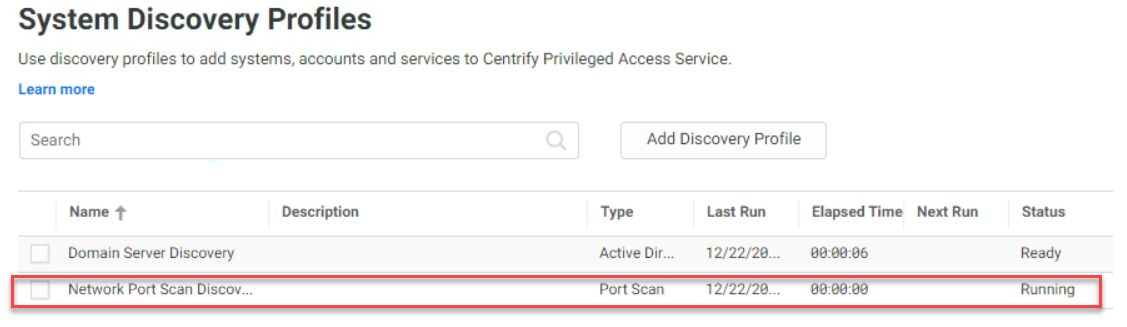 System Discovery Profiles
Use discovery profiles to add systems, accounts and services to Centrify Privileged Access Service.
Learn more
Search
Add Discovery Profile
Name Description Type Last Run Elapsed Time Next Run Status
Domain Server Discovery Active Dir... 12/22/20... 00:00:06 Ready
Network Port Scan Discov... Port Scan 12/22/20... 00:00:00 Running